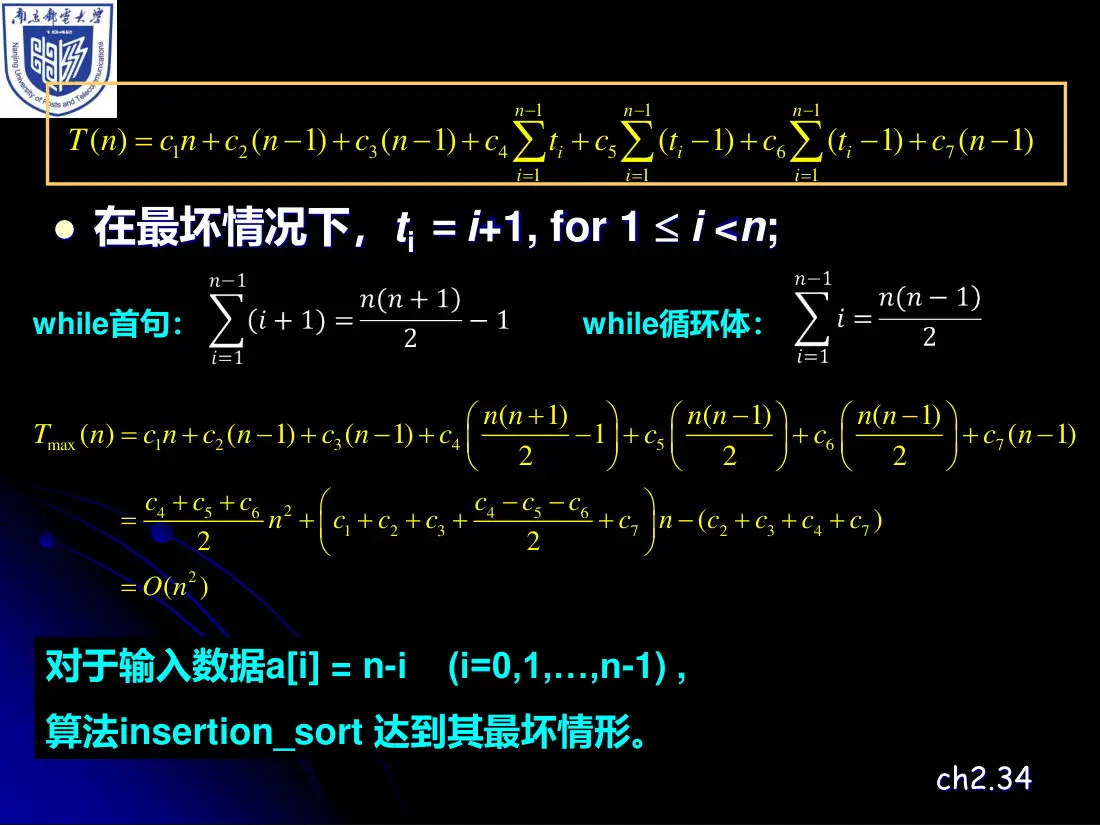 南京邮电大学
1942
Nanjing University of Posts and Telecommunications
T(n) = c₁n + c₂(n−1) + c₃(n−1) + c₄∑_{i=1}^{n−1} t_i + c₅∑_{i=1}^{n−1} (t_i −1) + c₆∑_{i=1}^{n−1} (t_i −1) + c₇(n−1)
● 在最坏情况下，t_i = i+1, for 1 ≤ i <n;
while首句： ∑_{i=1}^{n−1} (i + 1) = n(n + 1)/2 − 1 while循环体： ∑_{i=1}^{n−1} i = n(n − 1)/2
T_max(n) = c₁n + c₂(n−1) + c₃(n−1) + c₄(n(n+1)/2 −1) + c₅(n(n−1)/2) + c₆(n(n−1)/2) + c₇(n−1)
= (c₄ + c₅ + c₆)/2 n² + (c₁ + c₂ + c₃ + (c₄ − c₅ − c₆)/2 + c₇) n − (c₂ + c₃ + c₄ + c₇)
= O(n²)
对于输入数据a[i] = n-i (i=0,1,…,n-1) ,
算法insertion_sort 达到其最坏情形。
ch2.34